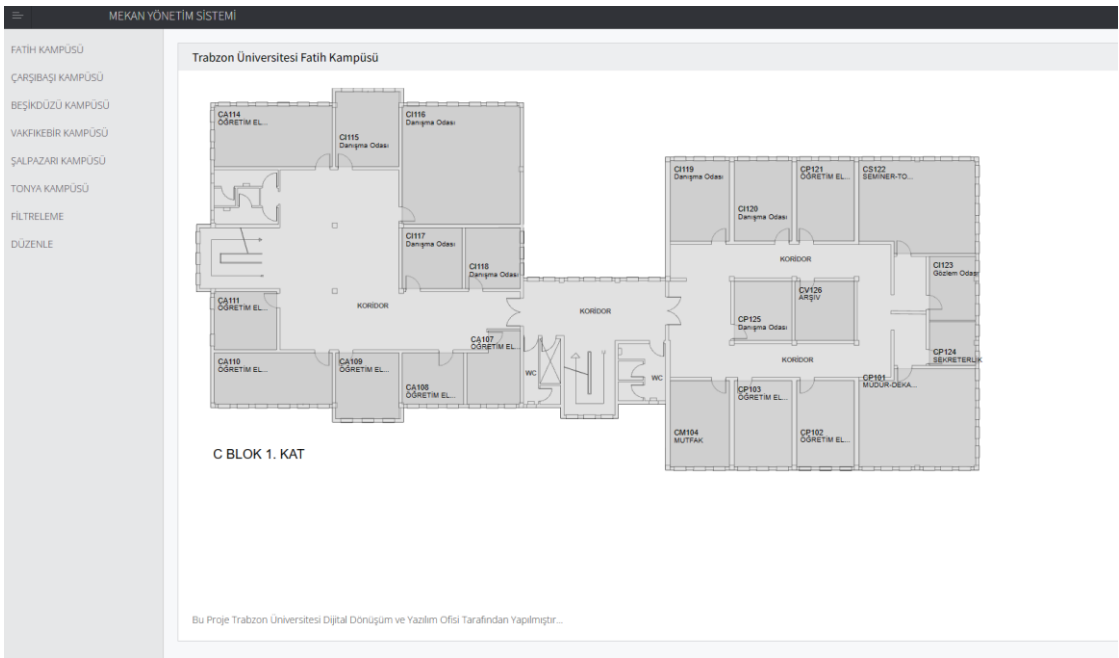 MEKAN YÖNETİM SİSTEMİ
FATİH KAMPÜSÜ
ÇARŞIBAŞI KAMPÜSÜ
BEŞİKDÜZÜ KAMPÜSÜ
VAKFIKEBİR KAMPÜSÜ
ŞALPAZARI KAMPÜSÜ
TONYA KAMPÜSÜ
FİLTRELEME
DÜZENLE
Trabzon Üniversitesi Fatih Kampüsü
CA114
ÖĞRETİM EL...
CI115
Danışma Odası
CI116
Danışma Odası
CI117
Danışma Odası
CI118
Danışma Odası
CA111
ÖĞRETİM EL...
KORİDOR
CA110
ÖĞRETİM EL...
CA109
ÖĞRETİM EL...
CA108
ÖĞRETİM EL...
CA107
ÖĞRETİM EL...
KORİDOR
WC
WC
CI119
Danışma Odası
CI120
Danışma Odası
CP121
ÖĞRETİM EL...
CS122
SEMİNER-TO...
KORİDOR
CI123
Gözlem Odası
CP125
Danışma Odası
CV126
ARŞİV
CP124
SEKRETERLİK
KORİDOR
CP101
MÜDÜR-DEKA...
CM104
MUTFAK
CP103
ÖĞRETİM EL...
CP102
ÖĞRETİM EL...
C BLOK 1. KAT
Bu Proje Trabzon Üniversitesi Dijital Dönüşüm ve Yazılım Ofisi Tarafından Yapılmıştır...